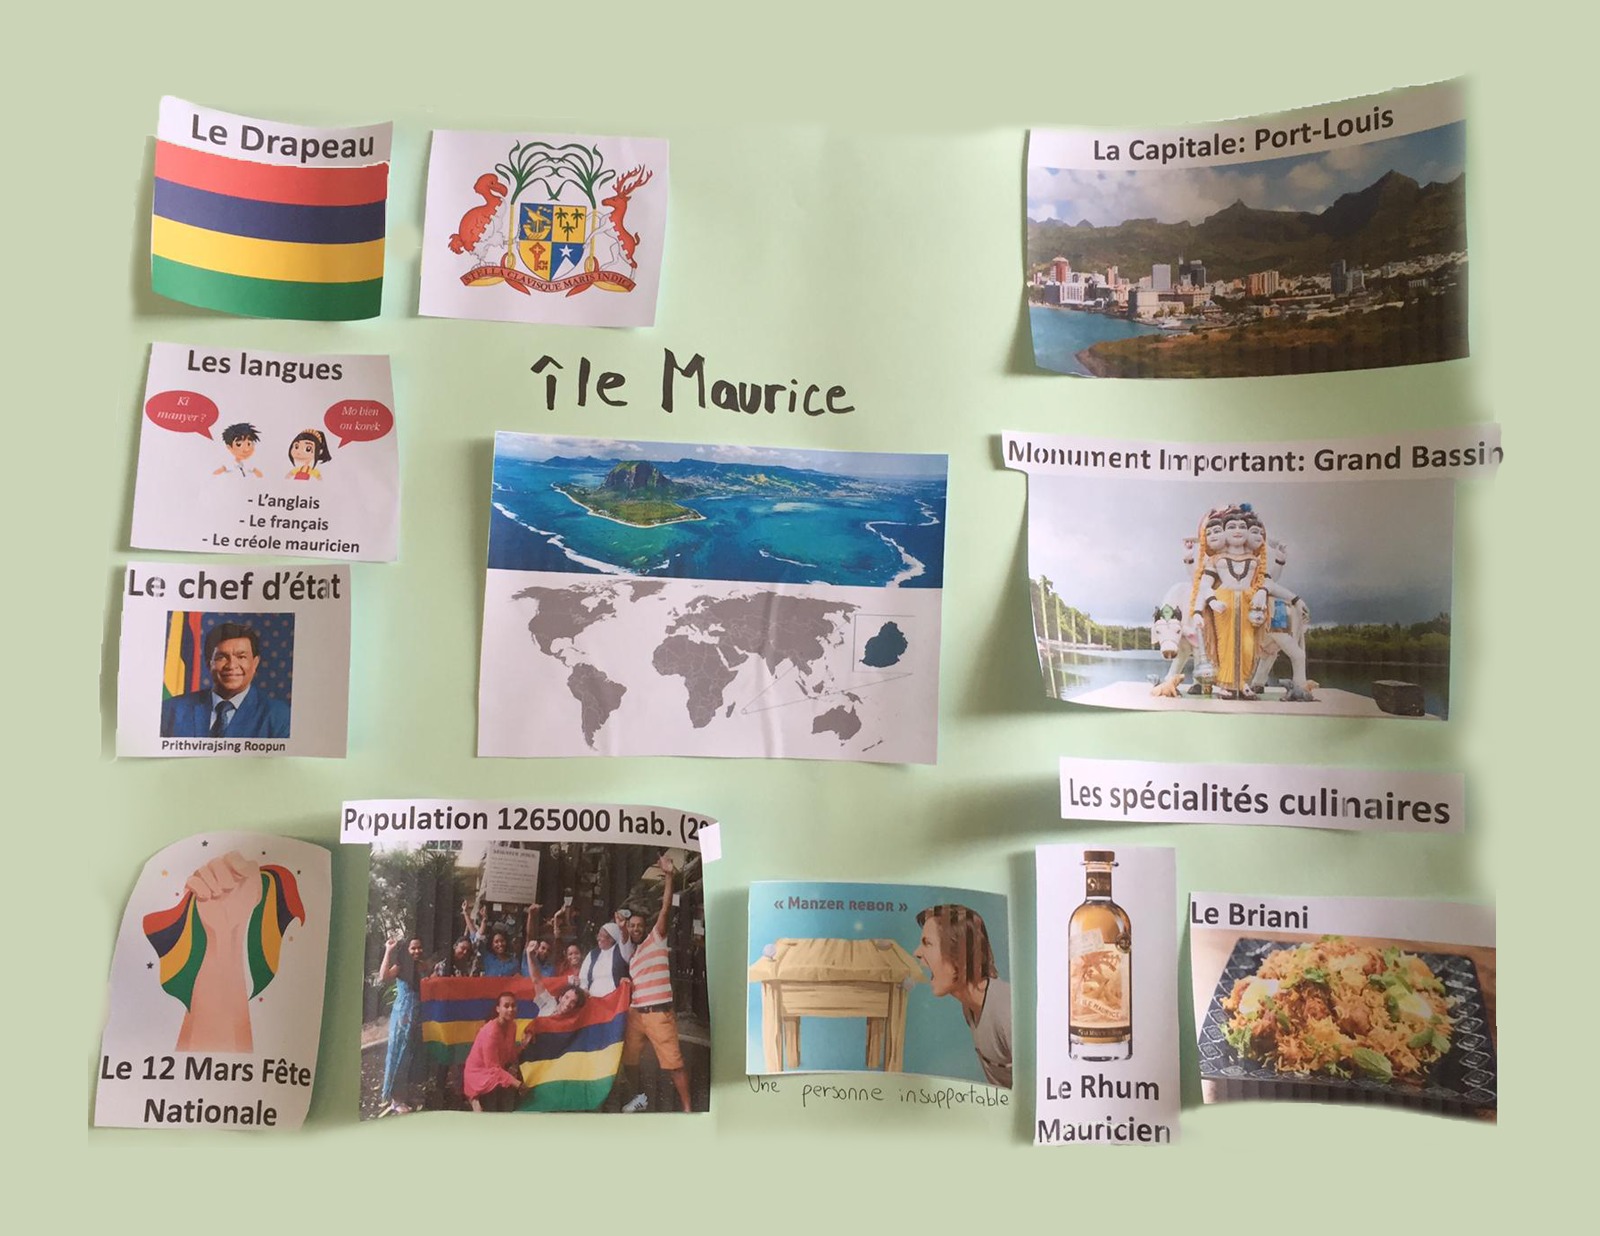 Le Drapeau
STELLA CLAVISQUE MARIS INDICI
La Capitale: Port-Louis
Les langues
Ki
manyer ?
Mo bien
ou korek
- L'anglais
- Le français
- Le créole mauricien
île Maurice
Monument Important: Grand Bassin
Le chef d'état
Prithvirajsing Roopun
Les spécialités culinaires
Population 1265000 hab.
Le 12 Mars Fête
Nationale
« Manzer rebor »
Une personne insupportable
Le Rhum
Mauricien
Le Briani